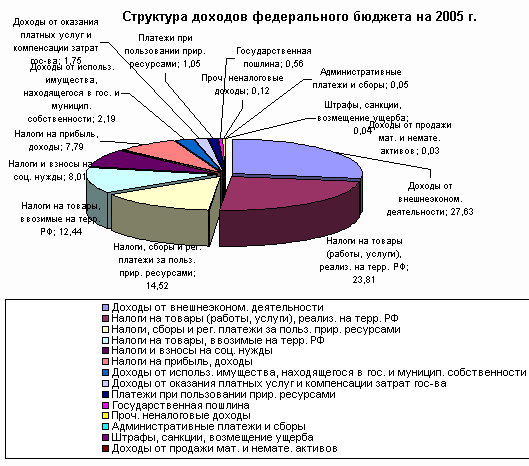 Структура доходов федерального бюджета на 2005 г.
Доходы от оказания
платных услуг и
компенсации затрат
гос-ва; 1,75
Платежи при
пользовании прир.
ресурсами; 1,05
Государственная
пошлина; 0,56
Административные
платежи и сборы; 0,05
Доходы от использ.
имущества,
находящегося в гос. и
муницип.
собственности; 2,19
Проч. неналоговые
доходы; 0,12
Штрафы, санкции,
возмещение ущерба;
0,04
Доходы от продажи
мат. и немате.
активов; 0,03
Налоги на прибыль,
доходы; 7,79
Налоги и взносы на
соц. нужды; 8,01
Доходы от
внешнеэконом.
деятельности; 27,63
Налоги на товары,
ввозимые на терр.
РФ; 12,44
Налоги, сборы и рег.
платежи за польз.
прир. ресурсами;
14,52
Налоги на товары
(работы, услуги),
реализ. на терр. РФ;
23,81
Доходы от внешнеэконом. деятельности
Налоги на товары (работы, услуги), реализ. на терр. РФ
Налоги, сборы и рег. платежи за польз. прир. ресурсами
Налоги на товары, ввозимые на терр. РФ
Налоги и взносы на соц. нужды
Налоги на прибыль, доходы
Доходы от использ. имущества, находящегося в гос. и муницип. собственности
Доходы от оказания платных услуг и компенсации затрат гос-ва
Платежи при пользовании прир. ресурсами
Государственная пошлина
Проч. неналоговые доходы
Административные платежи и сборы
Штрафы, санкции, возмещение ущерба
Доходы от продажи мат. и немате. активов